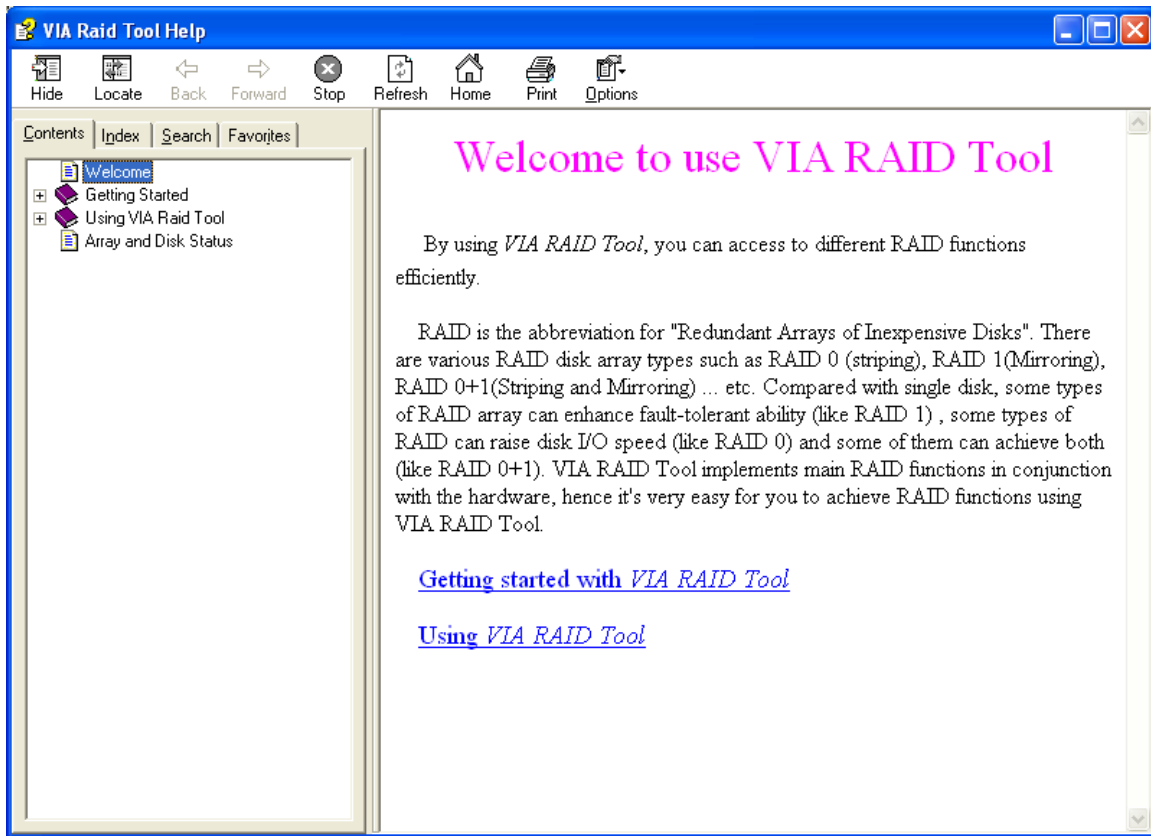 VIA Raid Tool Help
Hide Locate Back Forward Stop Refresh Home Print Options
Contents Index Search Favorites
Welcome
Getting Started
Using VIA Raid Tool
Array and Disk Status
Welcome to use VIA RAID Tool
By using VIA RAID Tool, you can access to different RAID functions
efficiently.
RAID is the abbreviation for "Redundant Arrays of Inexpensive Disks". There
are various RAID disk array types such as RAID 0 (striping), RAID 1(Mirroring),
RAID 0+1(Striping and Mirroring) ... etc. Compared with single disk, some types
of RAID array can enhance fault-tolerant ability (like RAID 1) , some types of
RAID can raise disk I/O speed (like RAID 0) and some of them can achieve both
(like RAID 0+1). VIA RAID Tool implements main RAID functions in conjunction
with the hardware, hence it's very easy for you to achieve RAID functions using
VIA RAID Tool.
Getting started with VIA RAID Tool
Using VIA RAID Tool